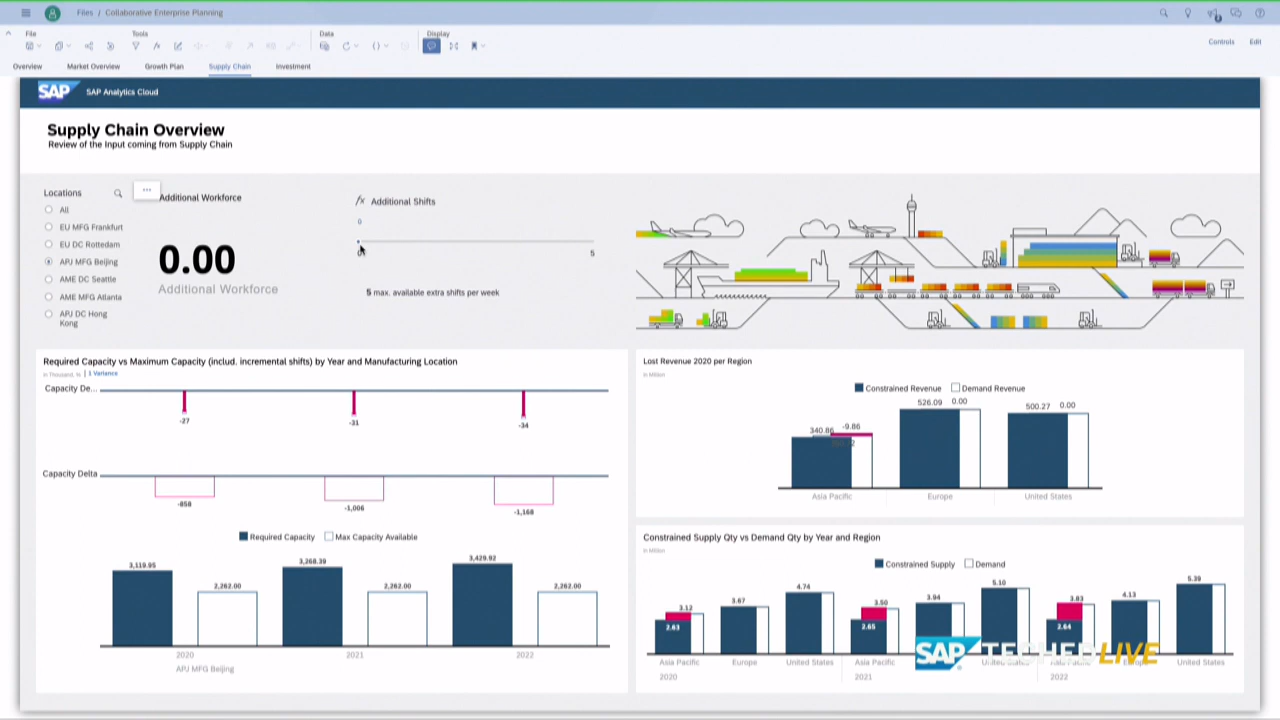 Files / Collaborative Enterprise Planning
File
Tools
Data
Display
Controls
Edit
Overview
Market Overview
Growth Plan
Supply Chain
Investment
SAP
SAP Analytics Cloud
Supply Chain Overview
Review of the Input coming from Supply Chain
Locations
All
EU MFG Frankfurt
EU DC Rottedam
APJ MFG Beijing
AME DC Seattle
AME MFG Atlanta
APJ DC Hong
Kong
Additional Workforce
0.00
Additional Workforce
fx Additional Shifts
0
5
5 max. available extra shifts per week
Required Capacity vs Maximum Capacity (includ. incremental shifts) by Year and Manufacturing Location
in Thousand, % | 1 Variance
Capacity De...
-27
-31
-34
Capacity Delta
-858
-1,006
-1,168
Required Capacity
Max Capacity Available
3,119.95
2,262.00
3,268.39
2,262.00
3,429.92
2,262.00
2020
2021
2022
APJ MFG Beijing
Lost Revenue 2020 per Region
in Million
Constrained Revenue
Demand Revenue
340.86
-9.86
526.09
0.00
500.27
0.00
Asia Pacific
Europe
United States
Constrained Supply Qty vs Demand Qty by Year and Region
in Million
Constrained Supply
Demand
3.12
2.63
3.67
4.74
3.50
2.65
3.94
5.10
3.83
2.64
4.13
5.39
Asia Pacific
Europe
United States
Asia Pacific
Asia Pacific
Europe
United States
2020
2021
2022
SAP TECHED LIVE